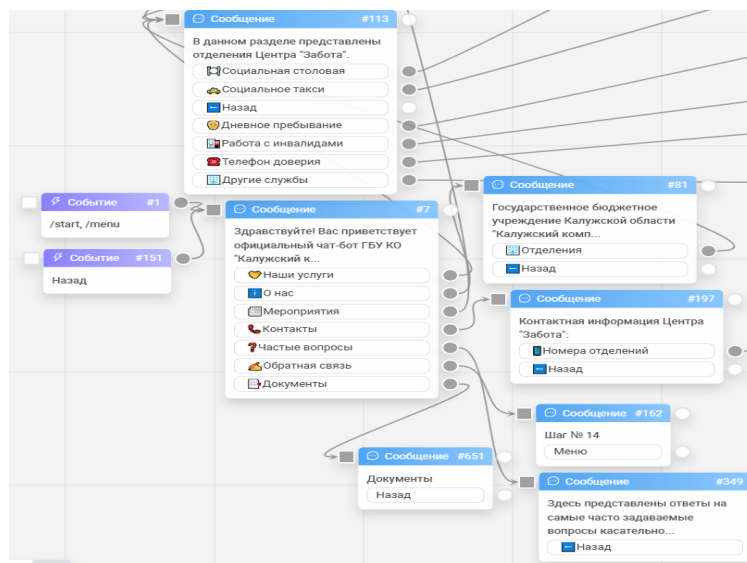 Сообщение #113
В данном разделе представлены
отделения Центра "Забота".
Социальная столовая
Социальное такси
Назад
Дневное пребывание
Работа с инвалидами
Телефон доверия
Другие службы
Событие #1
/start, /menu
Событие #151
Назад
Сообщение #7
Здравствуйте! Вас приветствует
официальный чат-бот ГБУ КО
"Калужский к...
Наши услуги
О нас
Мероприятия
Контакты
Частые вопросы
Обратная связь
Документы
Сообщение #81
Государственное бюджетное
учреждение Калужской области
"Калужский комп...
Отделения
Назад
Сообщение #197
Контактная информация Центра
"Забота":
Номера отделений
Назад
Сообщение #162
Шаг № 14
Меню
Сообщение #651
Документы
Назад
Сообщение #349
Здесь представлены ответы на
самые часто задаваемые
вопросы касательно...
Назад